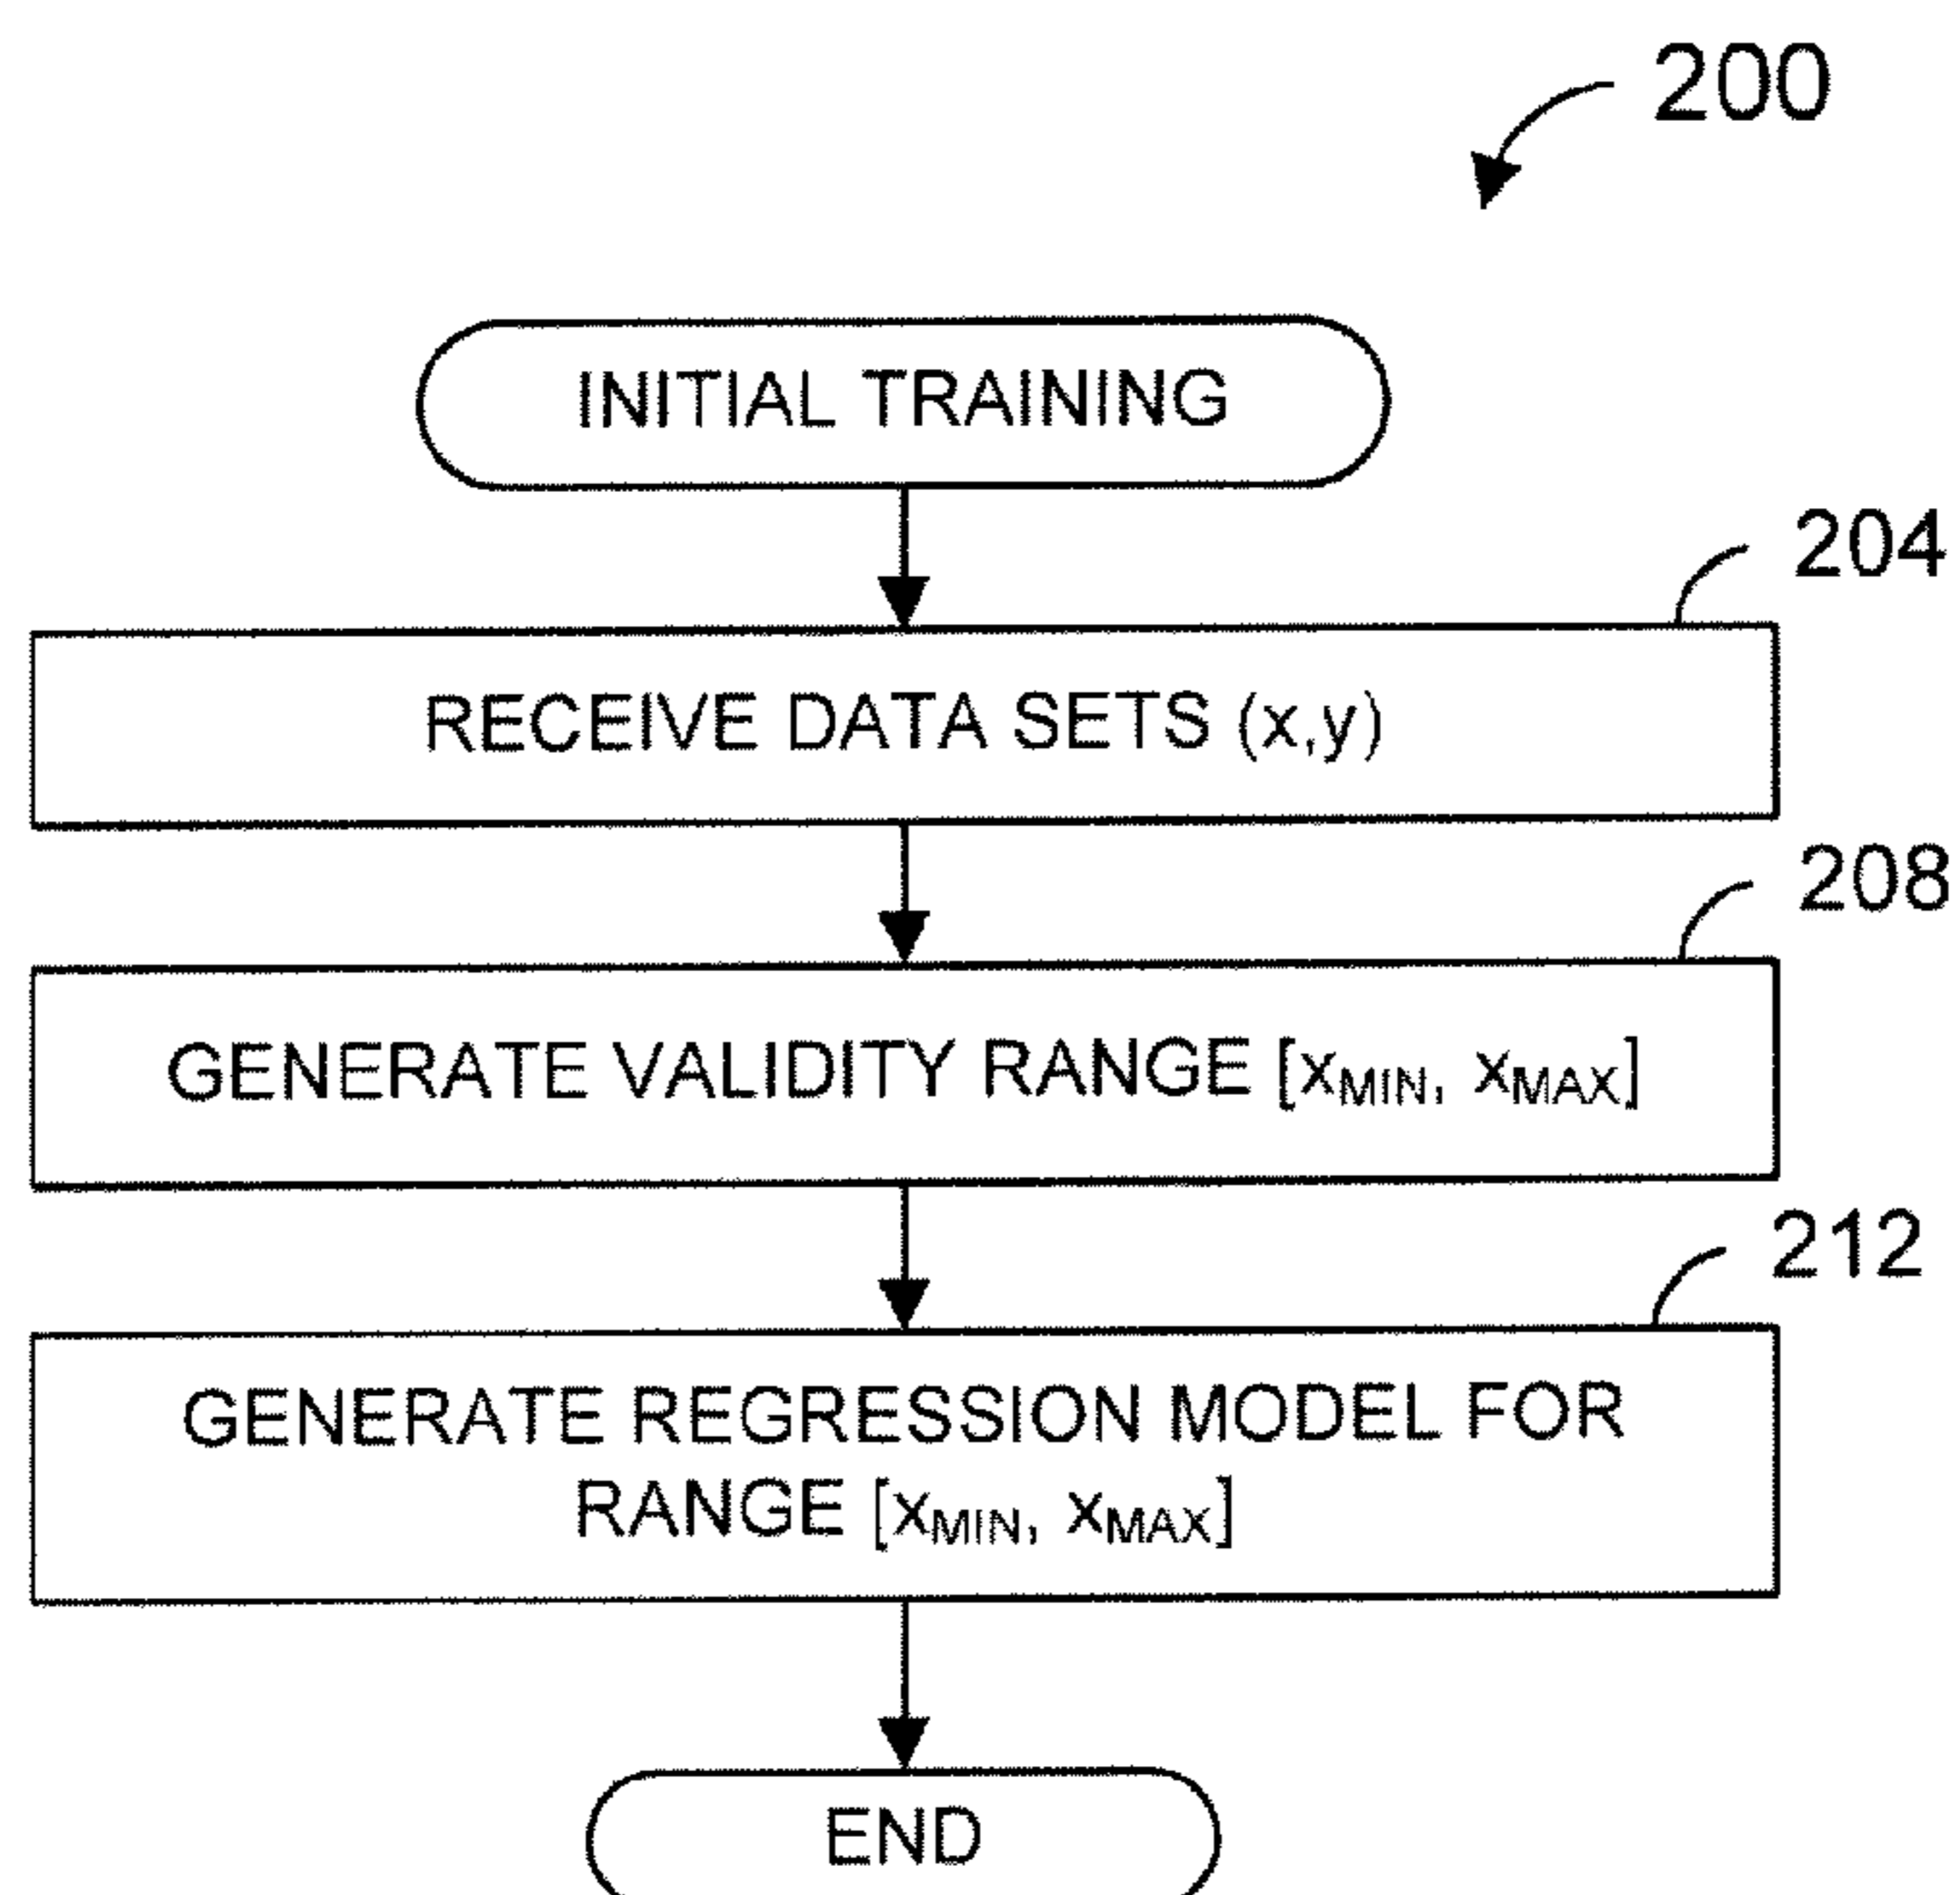 200
INITIAL TRAINING
204
RECEIVE DATA SETS (x,y)
208
GENERATE VALIDITY RANGE [xMIN, xMAX]
212
GENERATE REGRESSION MODEL FOR
RANGE [xMIN, xMAX]
END